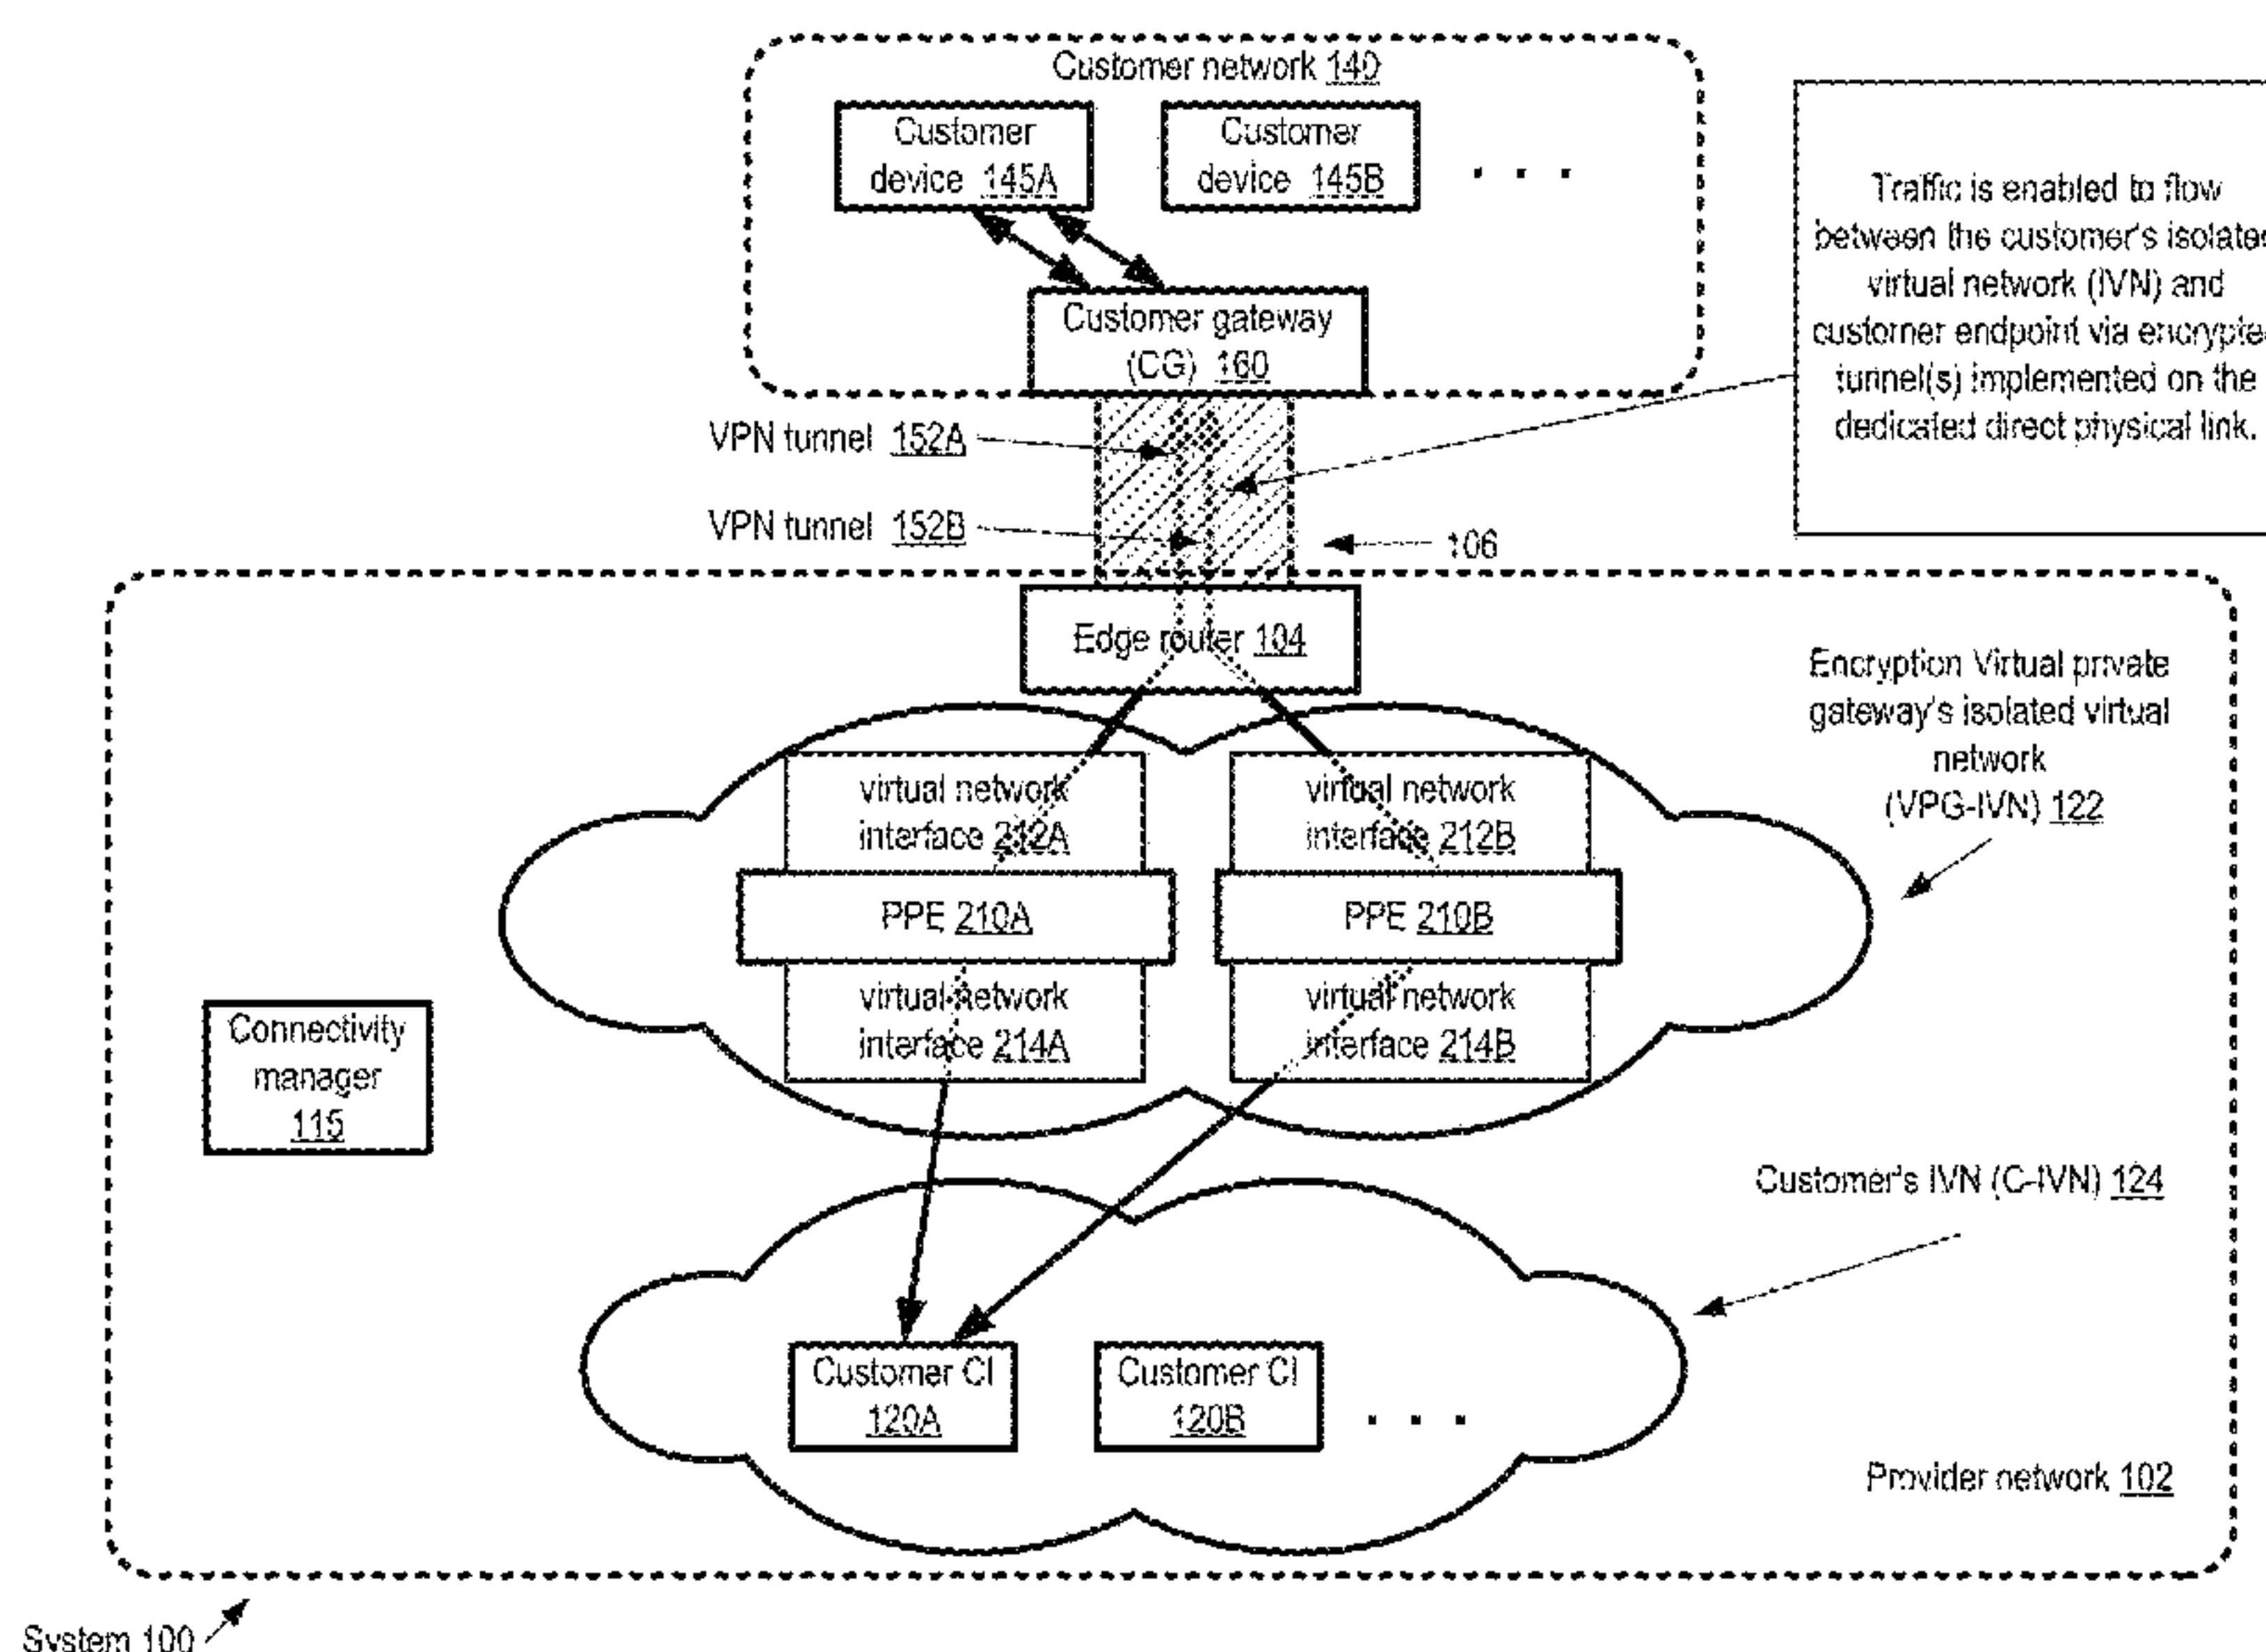 Customer network 140
Customer
device 145A
Customer
device 145B
. . .
Customer gateway
(CG) 160
Traffic is enabled to flow
between the customer's isolated
virtual network (IVN) and
customer endpoint via encrypted
tunnel(s) implemented on the
dedicated direct physical link.
VPN tunnel 152A
VPN tunnel 152B
106
Edge router 104
Encryption Virtual private
gateway's isolated virtual
network
(VPG-IVN) 122
virtual network
interface 212A
virtual network
interface 212B
PPE 210A
PPE 210B
virtual network
interface 214A
virtual network
interface 214B
Connectivity
manager
115
Customer's IVN (C-IVN) 124
Customer CI
120A
Customer CI
120B
. . .
Provider network 102
System 100